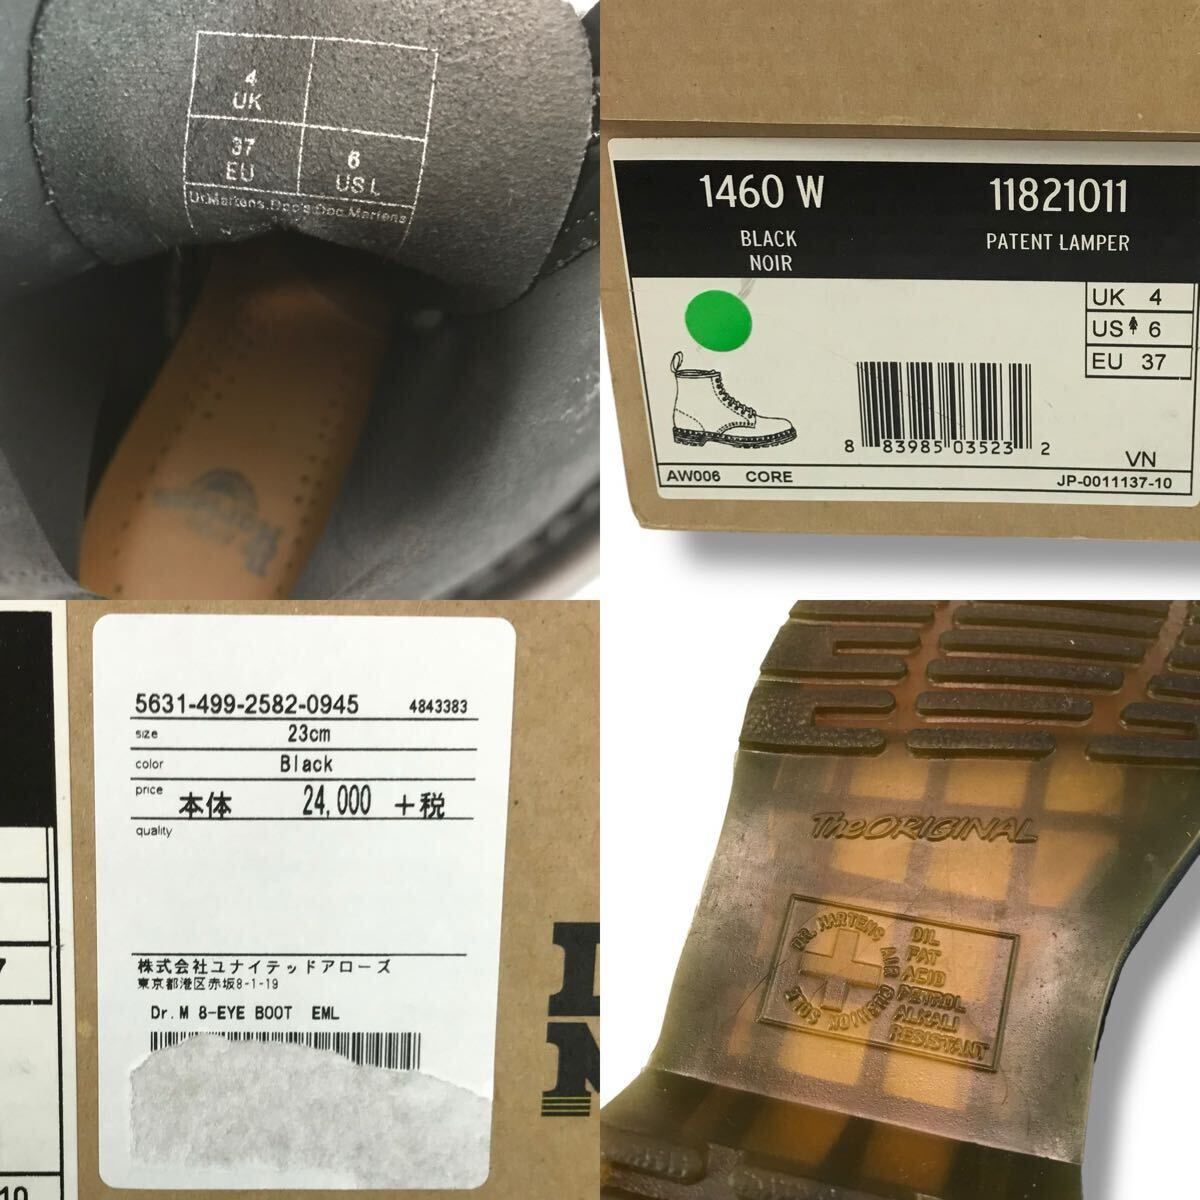 4
UK
37
EU
6
US L
Dr.Martens.Doc's.Doc.Martens
1460 W
11821011
BLACK
NOIR
PATENT LAMPER
UK 4
US 6
EU 37
8 83985 03523 2
VN
AW006 CORE
JP-0011137-10
5631-499-2582-0945 4843383
size 23cm
color Black
price 本体 24,000 +税
quality
株式会社ユナイテッドアローズ
東京都港区赤坂8-1-19
Dr.M 8-EYE BOOT EML
7
10
The ORIGINAL
DR. MARTENS AIR CUSHION SOLE
OIL
FAT
ACID
PETROL
ALKALI
RESISTANT